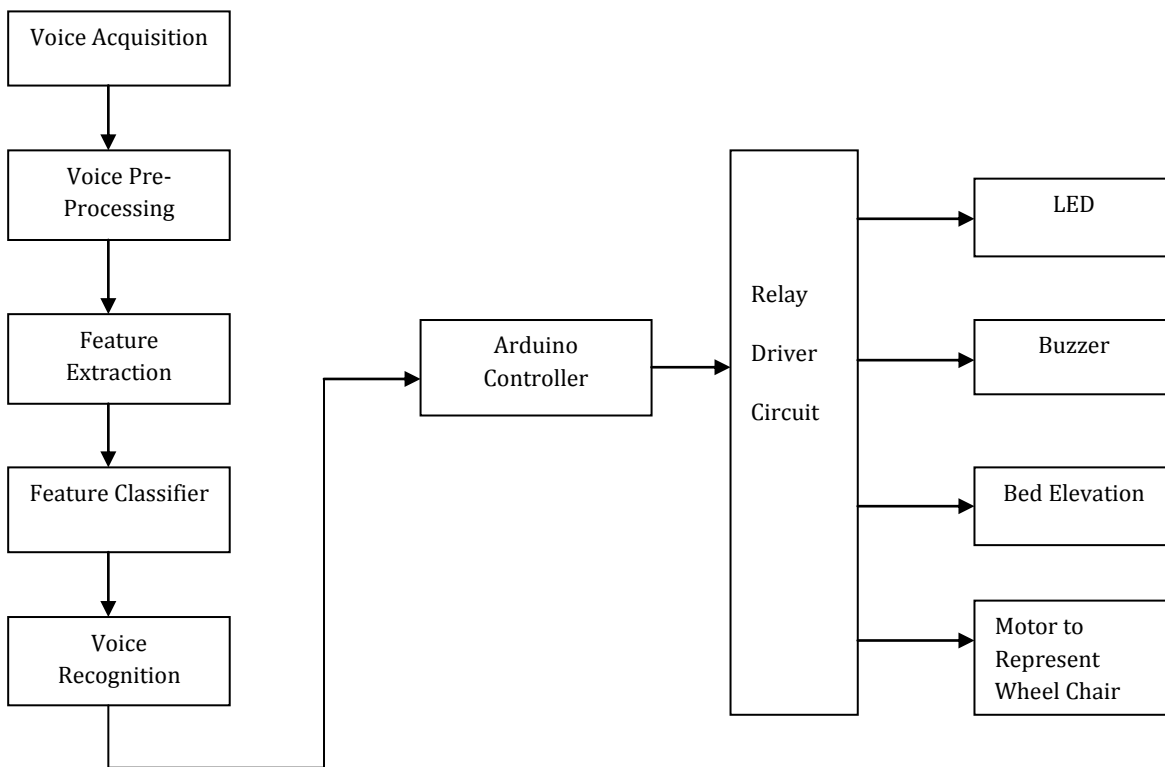 Voice Acquisition
Voice Pre-
Processing
Feature
Extraction
Feature Classifier
Voice
Recognition
Arduino
Controller
Relay
Driver
Circuit
LED
Buzzer
Bed Elevation
Motor to
Represent
Wheel Chair